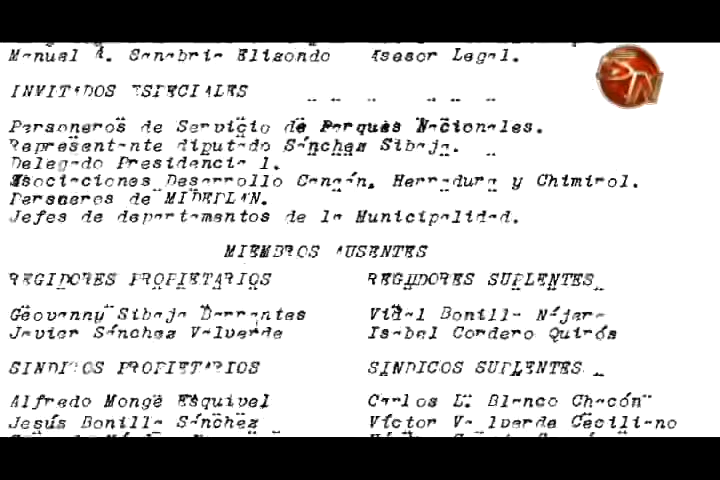 Manuel A. Sanabria Elizondo Asesor Legal.
INVITADOS ESPECIALES
Personeros de Servicio de Parques Nacionales.
Representante diputado Sánchez Sibaja.
Delegado Presidencial.
Asociaciones Desarrollo Canaán, Herradura y Chimirol.
Personeros de MIDEPLAN.
Jefes de departamentos de la Municipalidad.
MIEMBROS AUSENTES
REGIDORES PROPIETARIOS REGIDORES SUPLENTES
Geovanny Sibaja Barrantes Vidal Bonilla Nájera
Javier Sánchez Valverde Isabel Cordero Quirós
SINDICOS PROPIETARIOS SINDICOS SUPLENTES
Alfredo Monge Esquivel Carlos L. Blanco Chacón
Jesús Bonilla Sánchez Víctor Valverde Ceciliano